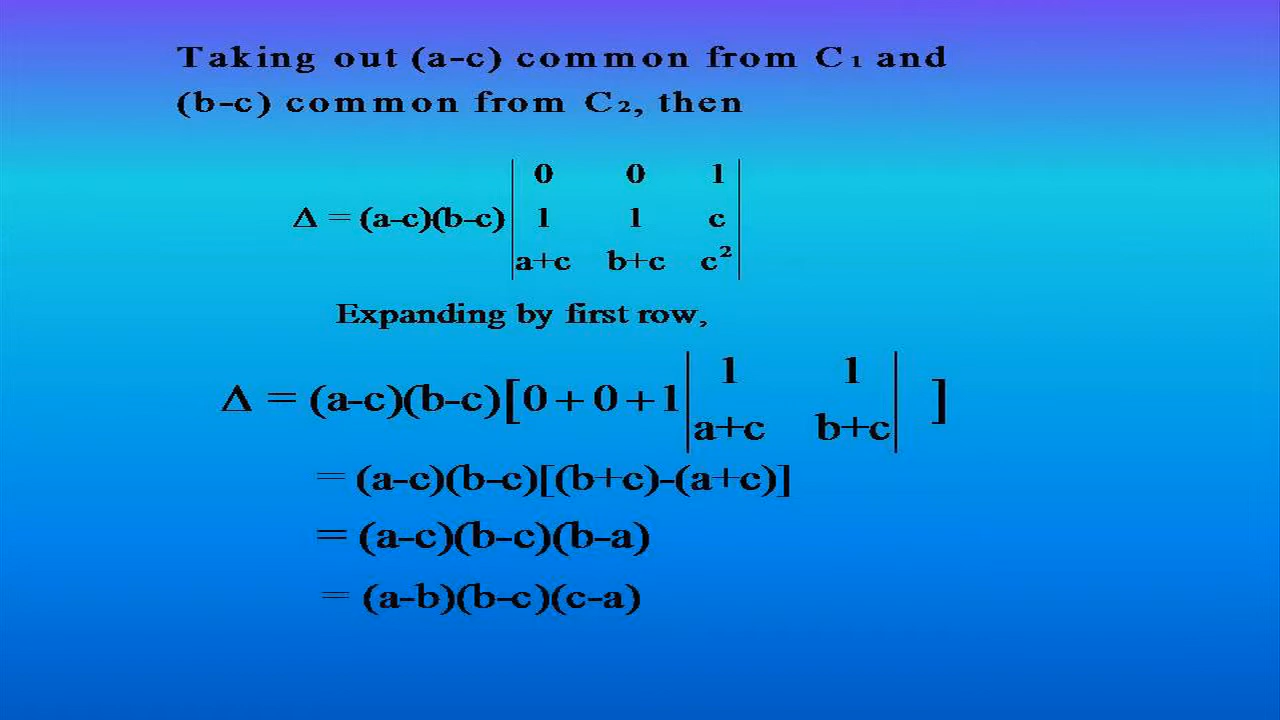 Taking out (a-c) common from C₁ and
(b-c) common from C₂, then
0 0 1
Δ = (a-c)(b-c) 1 1 c
a+c b+c c²
Expanding by first row,
1 1
Δ = (a-c)(b-c)[0+0+1 ]
a+c b+c
= (a-c)(b-c)[(b+c)-(a+c)]
= (a-c)(b-c)(b-a)
= (a-b)(b-c)(c-a)